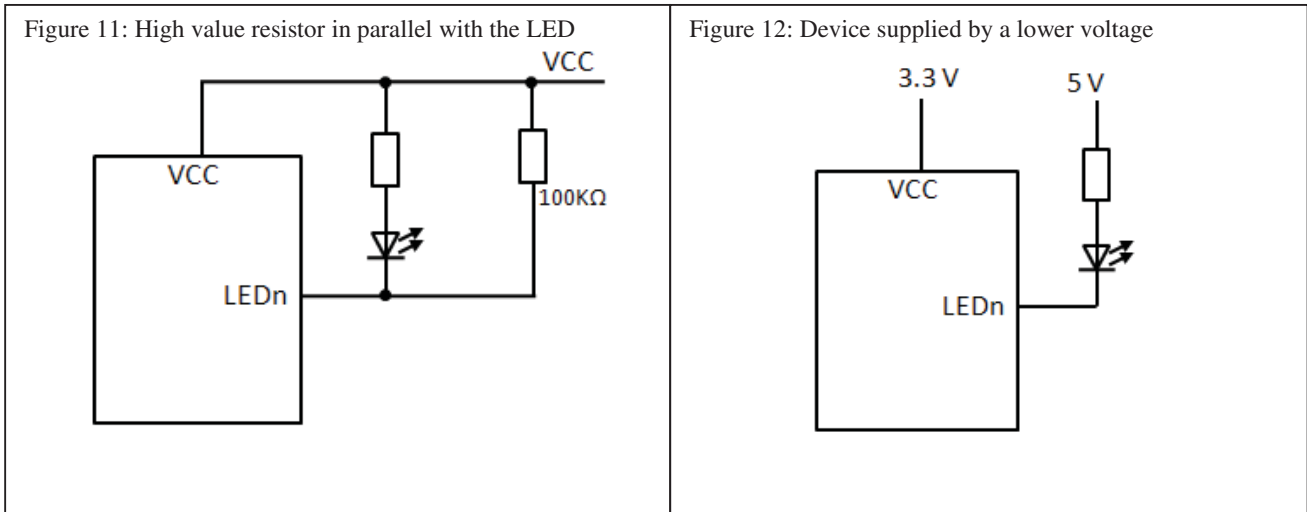 Figure 11: High value resistor in parallel with the LED
VCC
VCC
100KΩ
LEDn
Figure 12: Device supplied by a lower voltage
3.3 V
5 V
VCC
LEDn